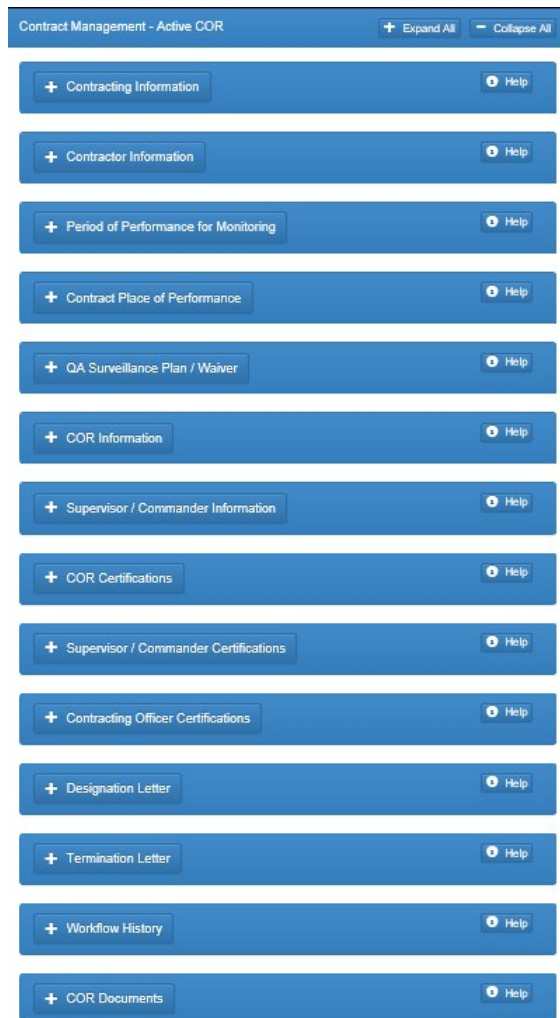 Contract Management - Active COR + Expand All − Collapse All
+ Contracting Information Help
+ Contractor Information Help
+ Period of Performance for Monitoring Help
+ Contract Place of Performance Help
+ QA Surveillance Plan / Waiver Help
+ COR Information Help
+ Supervisor / Commander Information Help
+ COR Certifications Help
+ Supervisor / Commander Certifications Help
+ Contracting Officer Certifications Help
+ Designation Letter Help
+ Termination Letter Help
+ Workflow History Help
+ COR Documents Help